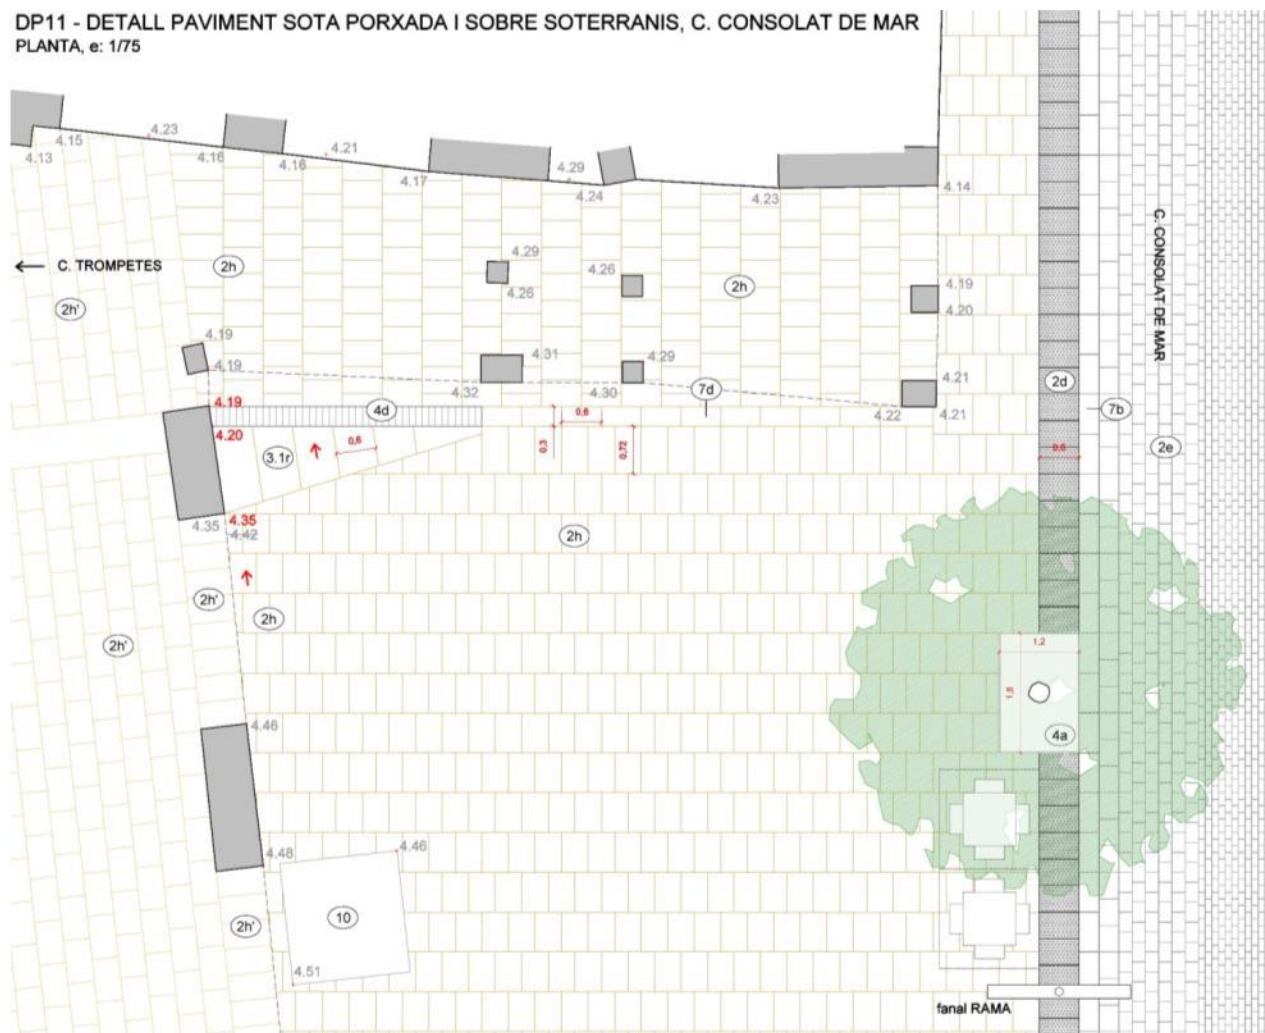 DP11 - DETALL PAVIMENT SOTA PORXADA I SOBRE SOTERRANIS, C. CONSOLAT DE MAR
PLANTA, e: 1/75
4.23
4.15
4.13
4.16
4.21
4.16
4.17
4.29
4.24
4.23
4.14
C. CONSOLAT DE MAR
C. TROMPETES
2h
4.29
4.26
4.26
2h
4.19
4.20
2h'
4.19
4.19
4.31
4.29
4.32
4.30
7d
4.21
4.22
4.21
2d
7b
4.19
4d
4.20
0,6
0,6
0,3
0,72
3.1r
0,6
2e
4.35
4.35
4.42
2h
2h'
2h
2h'
1,2
1,8
4a
4.46
4.48
4.46
10
2h'
4.51
fanal RAMA